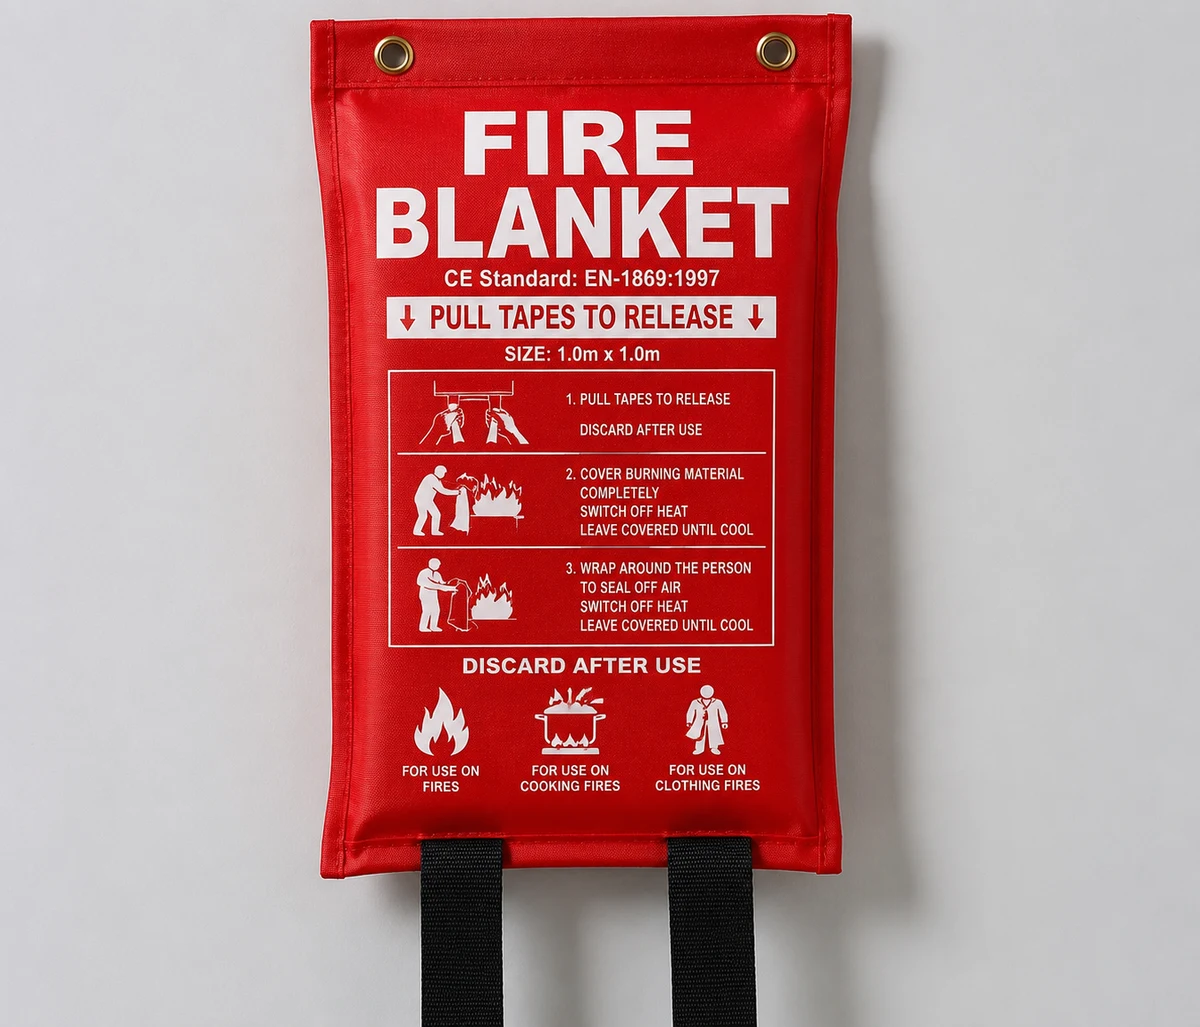 FIRE
BLANKET
CE Standard: EN-1869:1997
↓ PULL TAPES TO RELEASE ↓
SIZE: 1.0m x 1.0m
1. PULL TAPES TO RELEASE
DISCARD AFTER USE
2. COVER BURNING MATERIAL
COMPLETELY
SWITCH OFF HEAT
LEAVE COVERED UNTIL COOL
3. WRAP AROUND THE PERSON
TO SEAL OFF AIR
SWITCH OFF HEAT
LEAVE COVERED UNTIL COOL
DISCARD AFTER USE
FOR USE ON
FIRES
FOR USE ON
COOKING FIRES
FOR USE ON
CLOTHING FIRES